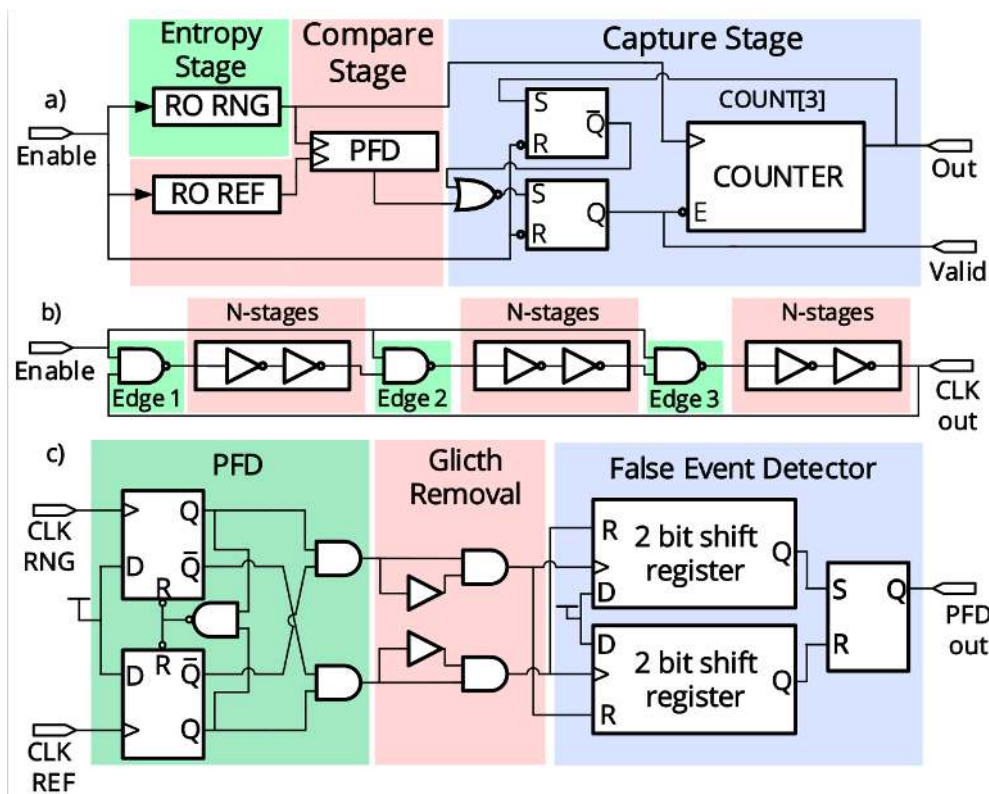 Entropy
Stage
Compare
Stage
Capture Stage
a)
RO RNG
Enable
PFD
RO REF
S
Q̅
R
S
Q
R
COUNT[3]
COUNTER
E
Out
Valid
b)
N-stages
N-stages
N-stages
Enable
Edge 1
Edge 2
Edge 3
CLK
out
c)
PFD
Glicth
Removal
False Event Detector
CLK
RNG
Q
Q̅
D
R
R
D
Q̅
Q
CLK
REF
R
2 bit shift
register
Q
D
D
2 bit shift
register
Q
R
S
Q
R
PFD
out